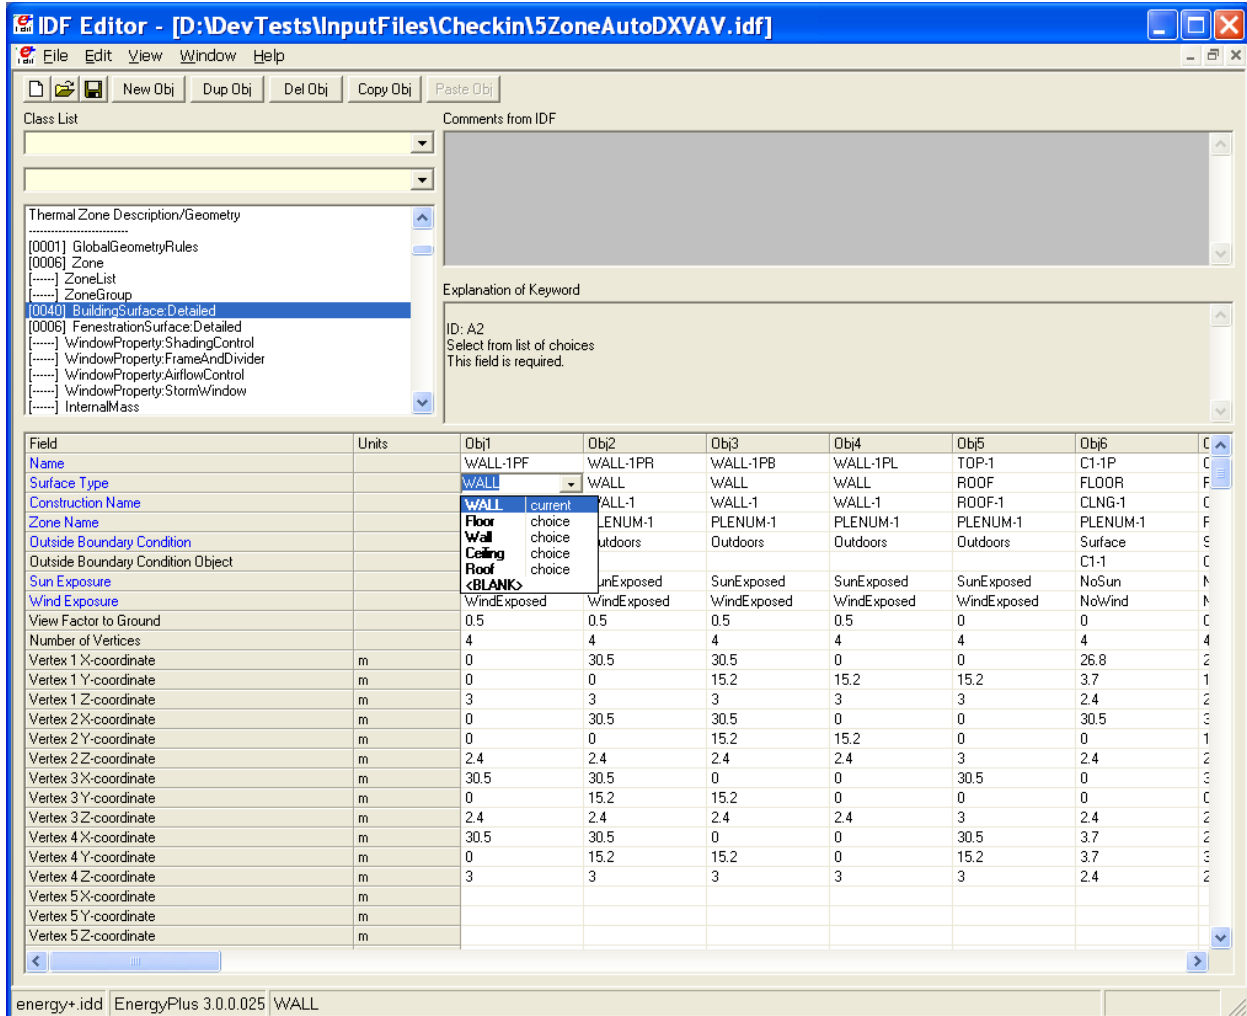 IDF Editor - [D:\DevTests\InputFiles\Checkin\5ZoneAutoDXVAV.idf]
File Edit View Window Help
New Obj Dup Obj Del Obj Copy Obj Paste Obj
Class List
Comments from IDF
Thermal Zone Description/Geometry
--------------------------
[0001] GlobalGeometryRules
[0006] Zone
[------] ZoneList
[------] ZoneGroup
[0040] BuildingSurface:Detailed
[0006] FenestrationSurface:Detailed
[------] WindowProperty:ShadingControl
[------] WindowProperty:FrameAndDivider
[------] WindowProperty:AirflowControl
[------] WindowProperty:StormWindow
[------] InternalMass
Explanation of Keyword
ID: A2
Select from list of choices
This field is required.
Field Units Obj1 Obj2 Obj3 Obj4 Obj5 Obj6
Name WALL-1PF WALL-1PR WALL-1PB WALL-1PL TOP-1 C1-1P
Surface Type WALL WALL WALL WALL ROOF FLOOR
Construction Name WALL current ALL-1 WALL-1 WALL-1 ROOF-1 CLNG-1
Zone Name Floor choice LENUM-1 PLENUM-1 PLENUM-1 PLENUM-1 PLENUM-1
Wall choice
Outside Boundary Condition utdoors Outdoors Outdoors Outdoors Surface
Ceiling choice
Outside Boundary Condition Object C1-1
Roof choice
Sun Exposure <BLANK> unExposed SunExposed SunExposed SunExposed NoSun
Wind Exposure WindExposed WindExposed WindExposed WindExposed WindExposed NoWind
View Factor to Ground 0.5 0.5 0.5 0.5 0 0
Number of Vertices 4 4 4 4 4 4 4
Vertex 1 X-coordinate m 0 30.5 30.5 0 0 26.8
Vertex 1 Y-coordinate m 0 0 15.2 15.2 15.2 3.7
Vertex 1 Z-coordinate m 3 3 3 3 3 2.4
Vertex 2 X-coordinate m 0 30.5 30.5 0 0 30.5
Vertex 2 Y-coordinate m 0 0 15.2 15.2 0 0
Vertex 2 Z-coordinate m 2.4 2.4 2.4 2.4 3 2.4
Vertex 3 X-coordinate m 30.5 30.5 0 0 30.5 0
Vertex 3 Y-coordinate m 0 15.2 15.2 0 0 0
Vertex 3 Z-coordinate m 2.4 2.4 2.4 2.4 3 2.4
Vertex 4 X-coordinate m 30.5 30.5 0 0 30.5 3.7
Vertex 4 Y-coordinate m 0 15.2 15.2 0 15.2 3.7
Vertex 4 Z-coordinate m 3 3 3 3 3 2.4
Vertex 5 X-coordinate m
Vertex 5 Y-coordinate m
Vertex 5 Z-coordinate m
energy+.idd EnergyPlus 3.0.0.025 WALL